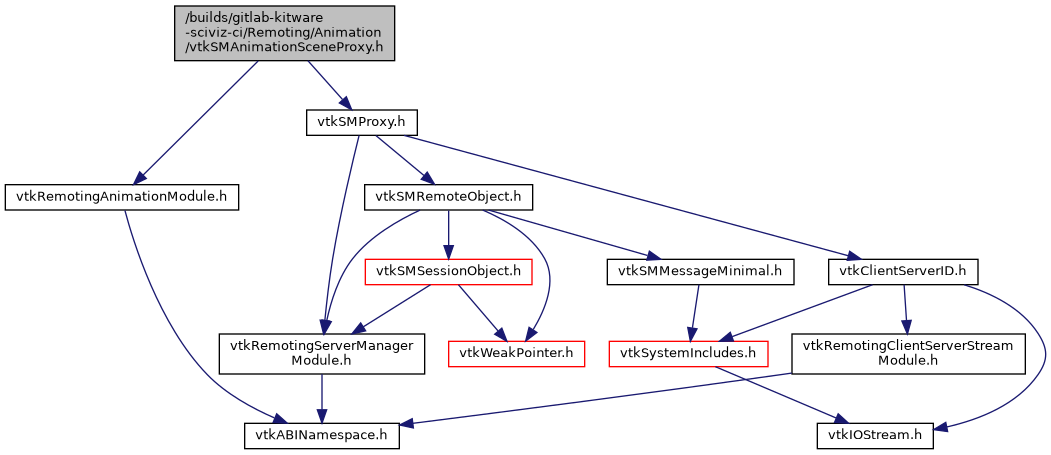 /builds/gitlab-kitware
-sciviz-ci/Remoting/Animation
/vtkSMAnimationSceneProxy.h
vtkSMProxy.h
vtkRemotingAnimationModule.h
vtkSMRemoteObject.h
vtkSMSessionObject.h
vtkSMMessageMinimal.h
vtkClientServerID.h
vtkRemotingServerManager
Module.h
vtkWeakPointer.h
vtkSystemIncludes.h
vtkRemotingClientServerStream
Module.h
vtkABINamespace.h
vtkIOStream.h